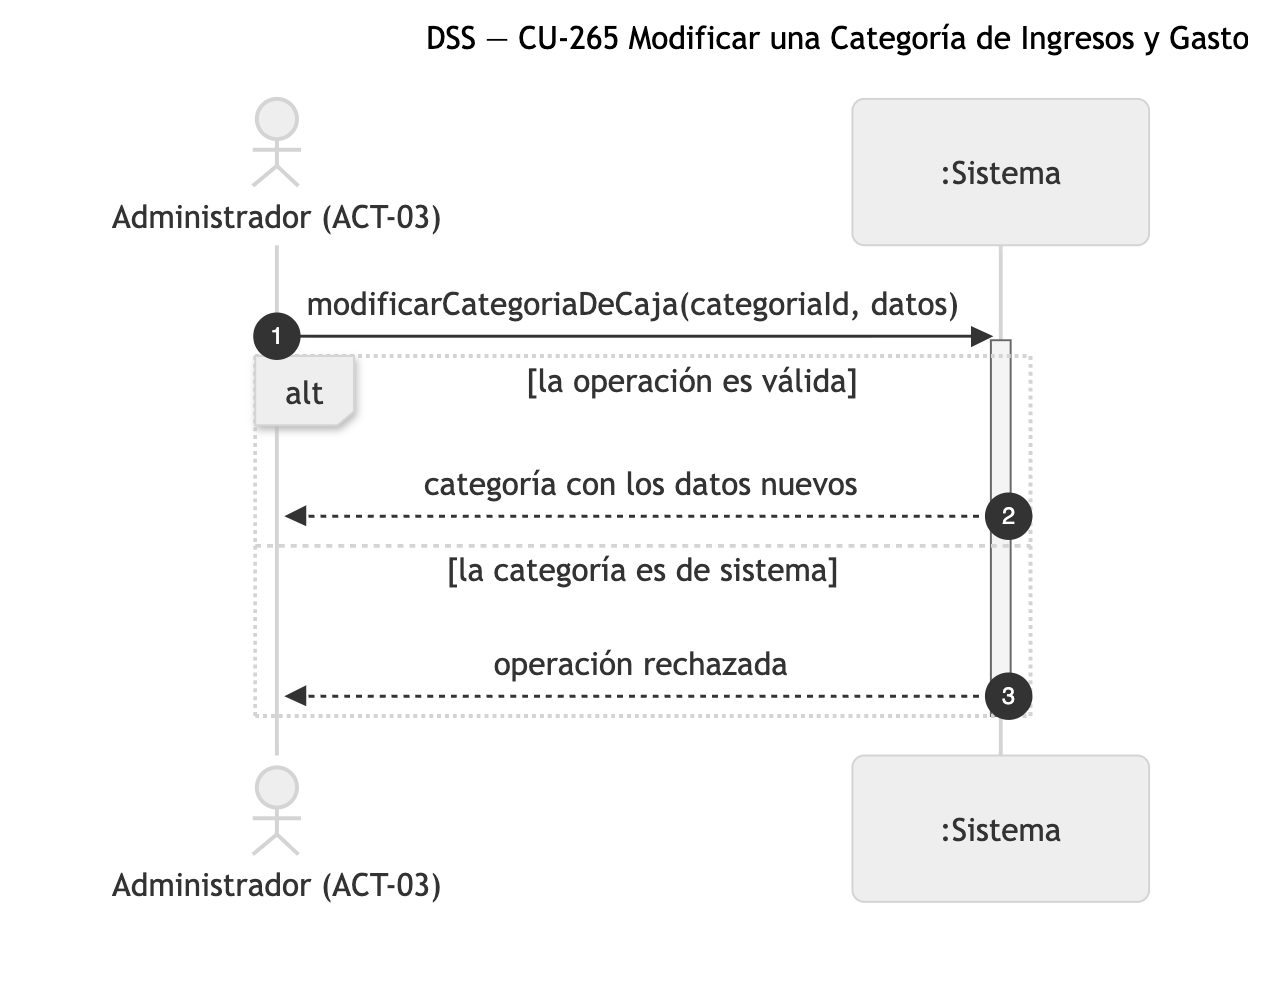 DSS — CU-265 Modificar una Categoría de Ingresos y Gasto
Administrador (ACT-03)
:Sistema
modificarCategoriaDeCaja(categoriaId, datos)
1
alt
[la operación es válida]
categoría con los datos nuevos
2
[la categoría es de sistema]
operación rechazada
3
Administrador (ACT-03)
:Sistema